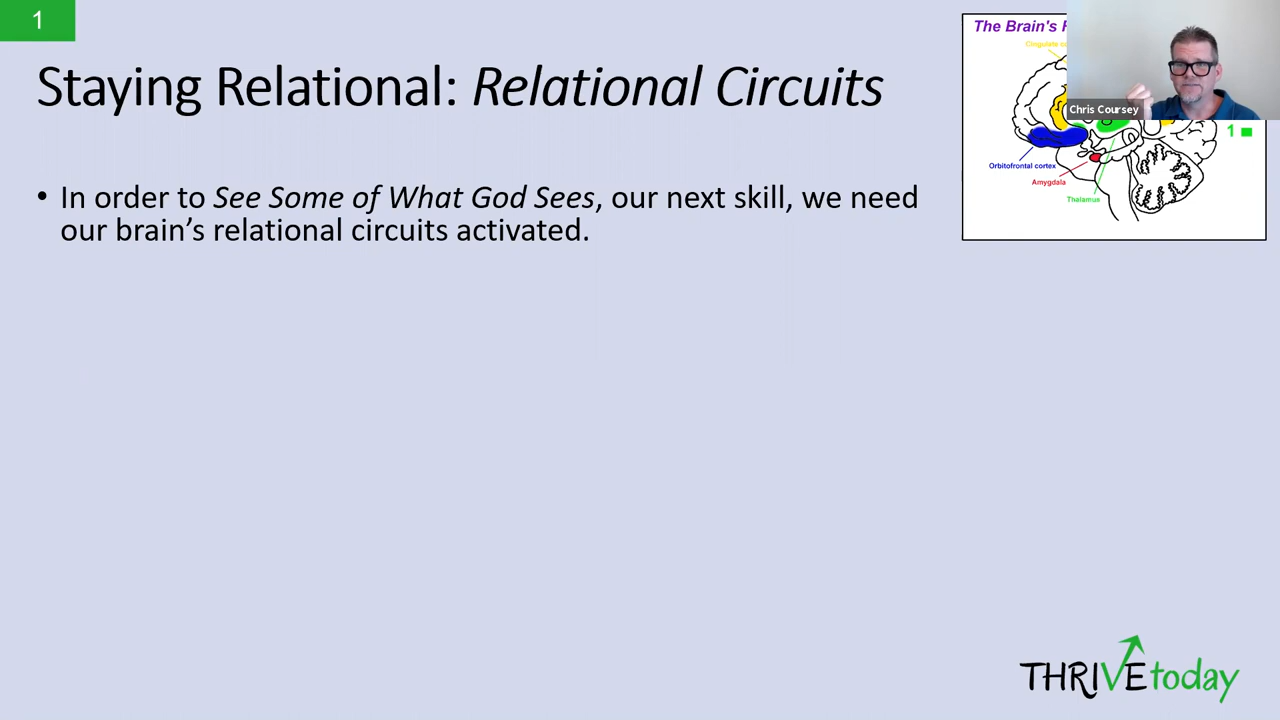 1
Staying Relational: Relational Circuits
• In order to See Some of What God Sees, our next skill, we need
our brain’s relational circuits activated.
The Brain's
Cingulate
Chris Coursey
1
Orbitofrontal cortex
Amygdala
Thalamus
THRIVEtoday